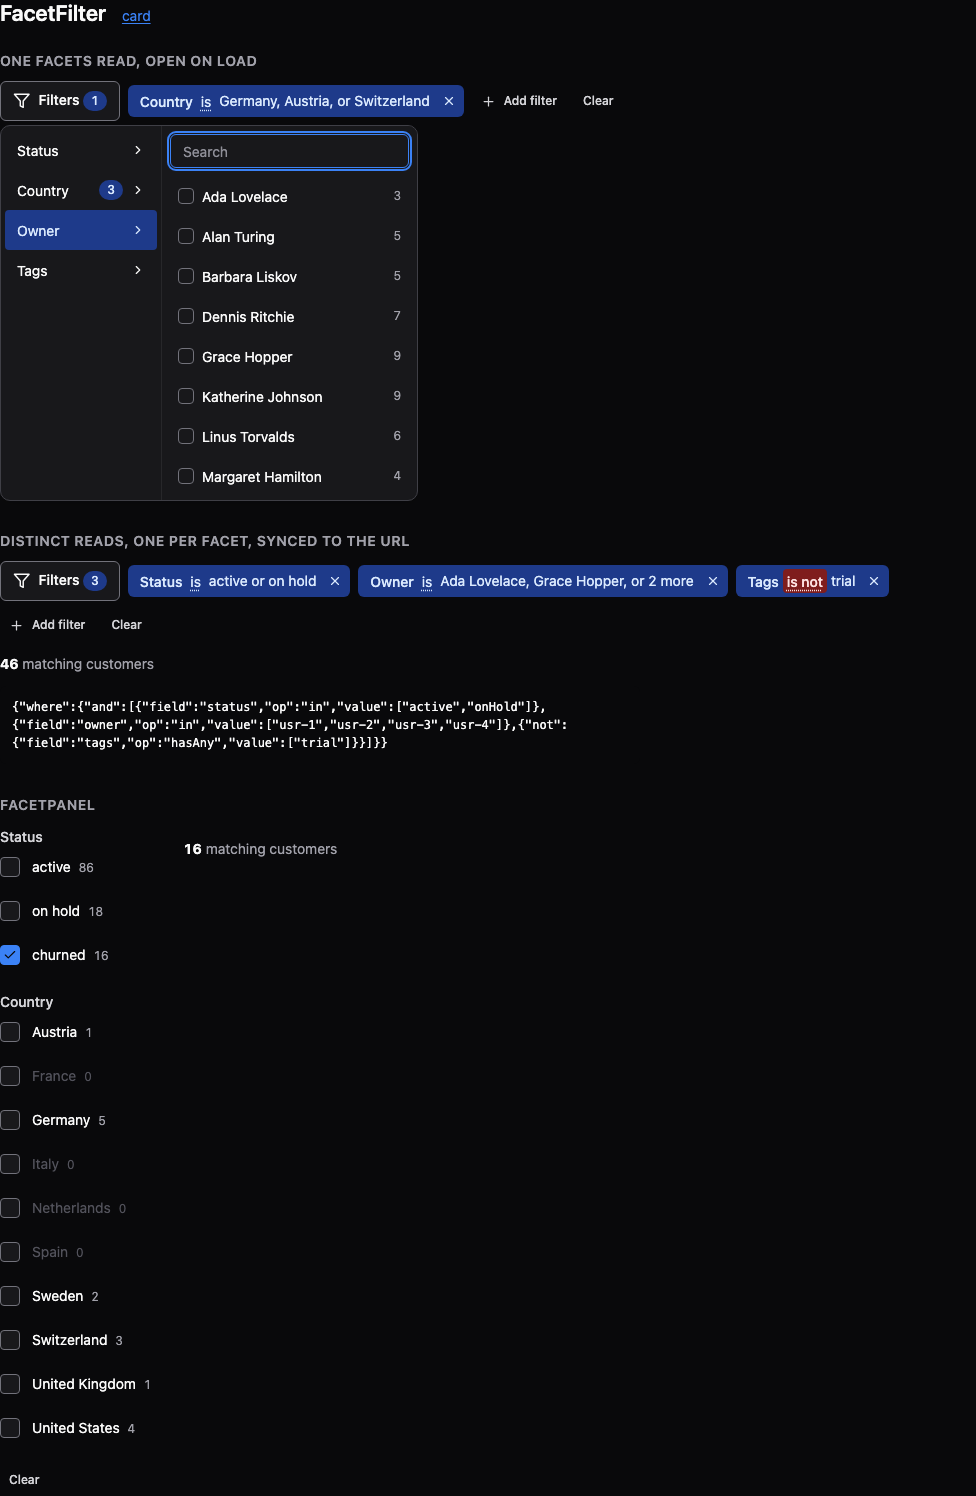 FacetFilter card
ONE FACETS READ, OPEN ON LOAD
Filters 1 Country is Germany, Austria, or Switzerland × + Add filter Clear
Status
Country 3
Owner
Tags
Search
Ada Lovelace 3
Alan Turing 5
Barbara Liskov 5
Dennis Ritchie 7
Grace Hopper 9
Katherine Johnson 9
Linus Torvalds 6
Margaret Hamilton 4
DISTINCT READS, ONE PER FACET, SYNCED TO THE URL
Filters 3 Status is active or on hold × Owner is Ada Lovelace, Grace Hopper, or 2 more × Tags is not trial ×
+ Add filter Clear
46 matching customers
{"where":{"and":[{"field":"status","op":"in","value":["active","onHold"]},
{"field":"owner","op":"in","value":["usr-1","usr-2","usr-3","usr-4"]},{"not":
{"field":"tags","op":"hasAny","value":["trial"]}}]}}
FACETPANEL
Status
active 86
on hold 18
churned 16
16 matching customers
Country
Austria 1
France 0
Germany 5
Italy 0
Netherlands 0
Spain 0
Sweden 2
Switzerland 3
United Kingdom 1
United States 4
Clear